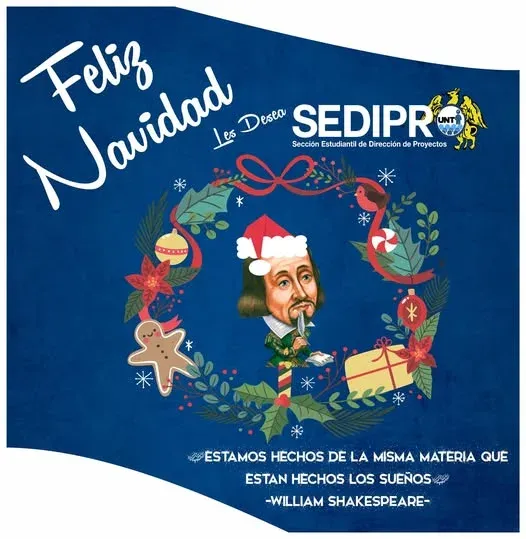 Feliz
Navidad
Les Desea
SEDIPRO
UNT
Sección Estudiantil de Dirección de Proyectos
ESTAMOS HECHOS DE LA MISMA MATERIA QUE
ESTAN HECHOS LOS SUEÑOS
-WILLIAM SHAKESPEARE-